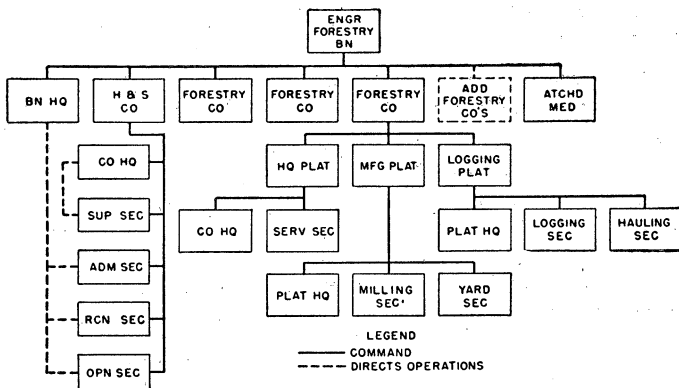 ENGR
FORESTRY
BN
BN HQ
H & S
CO
FORESTRY
CO
FORESTRY
CO
FORESTRY
CO
ADD
FORESTRY
CO'S
ATCHD
MED
CO HQ
SUP SEC
ADM SEC
RCN SEC
OPN SEC
HQ PLAT
MFG PLAT
LOGGING
PLAT
CO HQ
SERV SEC
PLAT HQ
LOGGING
SEC
HAULING
SEC
PLAT HQ
MILLING
SEC'
YARD
SEC
LEGEND
COMMAND
DIRECTS OPERATIONS